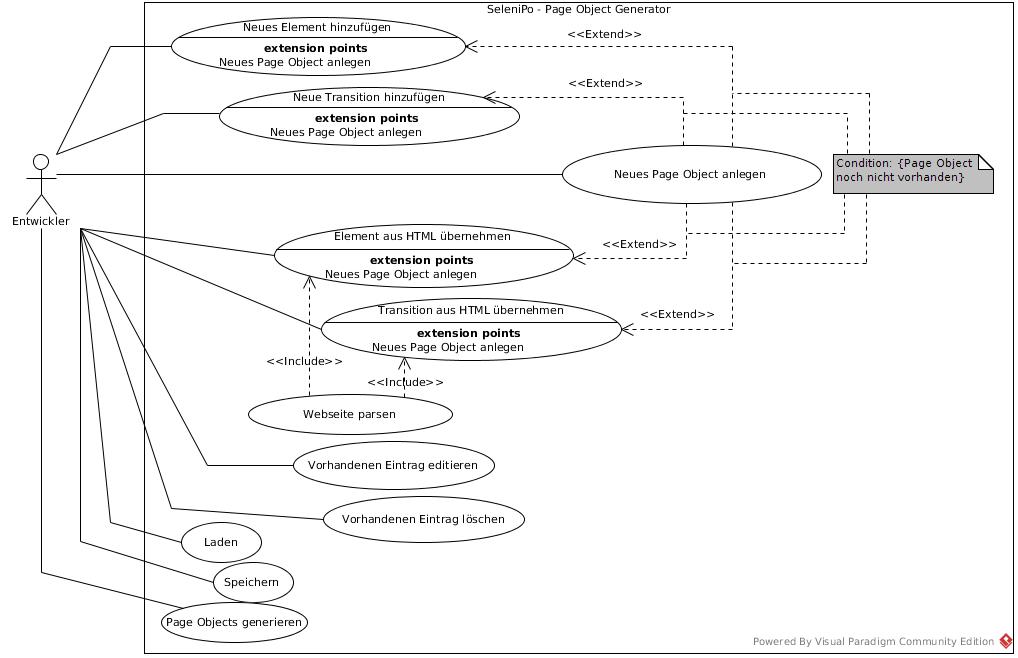 SeleniPo - Page Object Generator
Neues Element hinzufügen
extension points
Neues Page Object anlegen
<<Extend>>
Neue Transition hinzufügen
extension points
Neues Page Object anlegen
<<Extend>>
Neues Page Object anlegen
Condition: {Page Object
noch nicht vorhanden}
Entwickler
Element aus HTML übernehmen
extension points
Neues Page Object anlegen
<<Extend>>
Transition aus HTML übernehmen
extension points
Neues Page Object anlegen
<<Extend>>
<<Include>>
<<Include>>
Webseite parsen
Vorhandenen Eintrag editieren
Vorhandenen Eintrag löschen
Laden
Speichern
Page Objects generieren
Powered By Visual Paradigm Community Edition